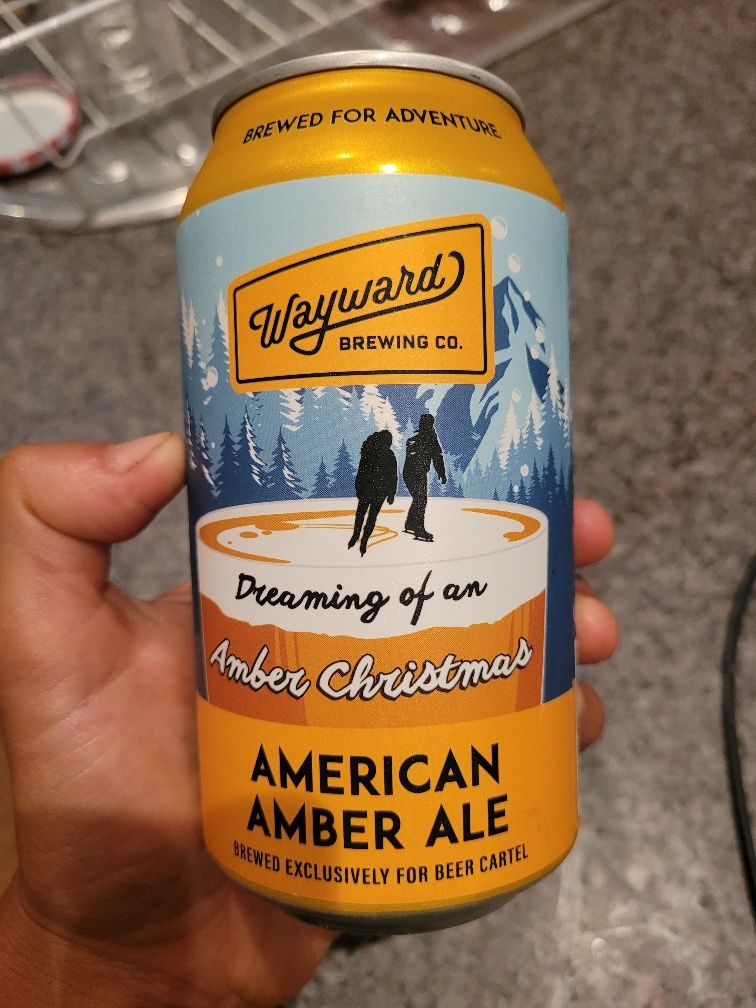 BREWED FOR ADVENTURE
Wayward
BREWING CO.
Dreaming of an
Amber Christmas
AMERICAN
AMBER ALE
BREWED EXCLUSIVELY FOR BEER CARTEL